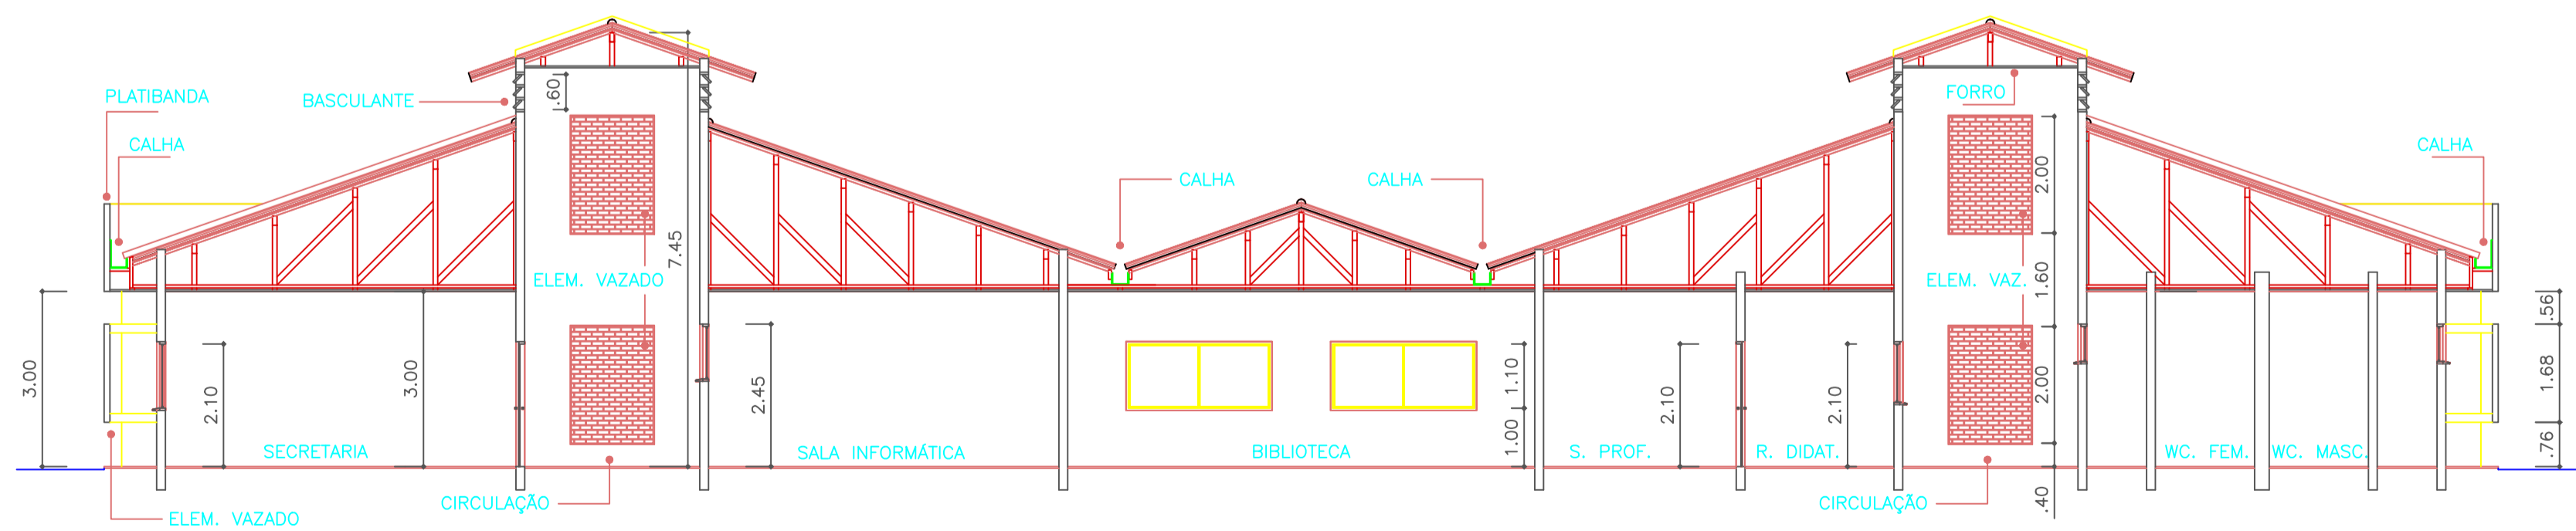 PLATIBANDA
CALHA
BASCULANTE
.60
7.45
ELEM. VAZADO
CALHA
CALHA
FORRO
2.00
CALHA
ELEM. VAZ.
1.60
.56
3.00
2.10
3.00
2.45
1.10
1.00
2.10
2.10
2.00
1.68
.76
SECRETARIA
SALA INFORMÁTICA
BIBLIOTECA
S. PROF.
R. DIDAT.
WC. FEM.
WC. MASC.
CIRCULAÇÃO
CIRCULAÇÃO
.40
ELEM. VAZADO